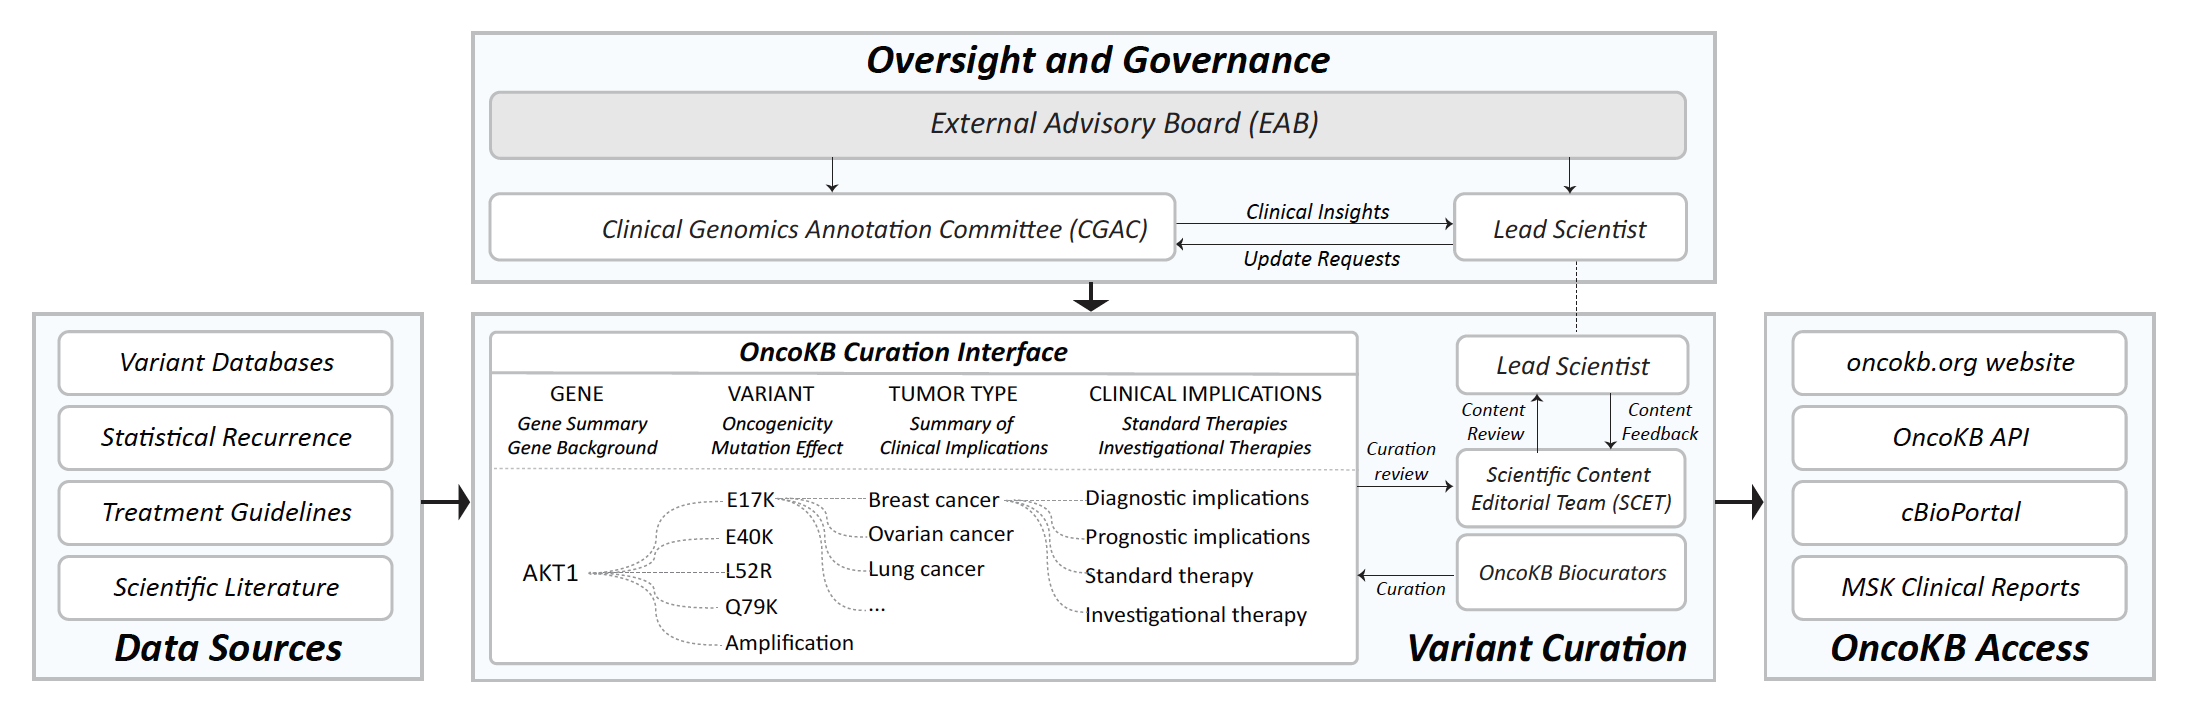 Oversight and Governance
External Advisory Board (EAB)
Clinical Genomics Annotation Committee (CGAC)
Clinical Insights
Update Requests
Lead Scientist
Variant Databases
Statistical Recurrence
Treatment Guidelines
Scientific Literature
Data Sources
OncoKB Curation Interface
GENE
Gene Summary
Gene Background
VARIANT
Oncogenicity
Mutation Effect
TUMOR TYPE
Summary of
Clinical Implications
CLINICAL IMPLICATIONS
Standard Therapies
Investigational Therapies
AKT1
E17K
E40K
L52R
Q79K
Amplification
Breast cancer
Ovarian cancer
Lung cancer
...
Diagnostic implications
Prognostic implications
Standard therapy
Investigational therapy
Curation
review
Curation
Lead Scientist
Content
Review
Content
Feedback
Scientific Content
Editorial Team (SCET)
OncoKB Biocurators
Variant Curation
oncokb.org website
OncoKB API
cBioPortal
MSK Clinical Reports
OncoKB Access